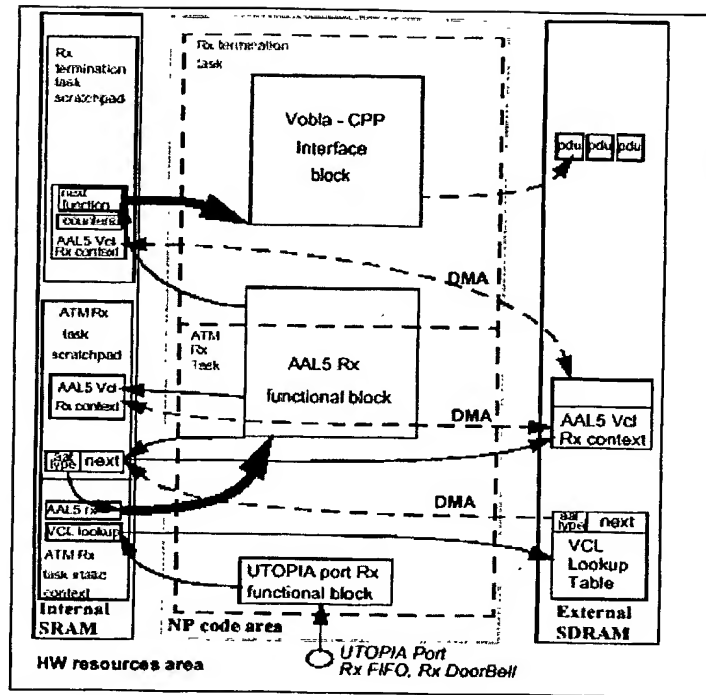 Rx
termination
task
scratchpad
next
function
counters
AAL5 Vcl
Rx context
ATM Rx
task
scratchpad
AAL5 Vcl
Rx context
aal
type
next
AAL5 rx
VCL lookup
ATM Rx
task static
context
Internal
SRAM
Rx termination
task
Vobla - CPP
Interface
block
DMA
ATM
Rx
Task
AAL5 Rx
functional block
DMA
DMA
UTOPIA port Rx
functional block
NP code area
UTOPIA Port
Rx FIFO, Rx DoorBell
pdu pdu pdu
AAL5 Vcl
Rx context
aal
type
next
VCL
Lookup
Table
External
SDRAM
HW resources area